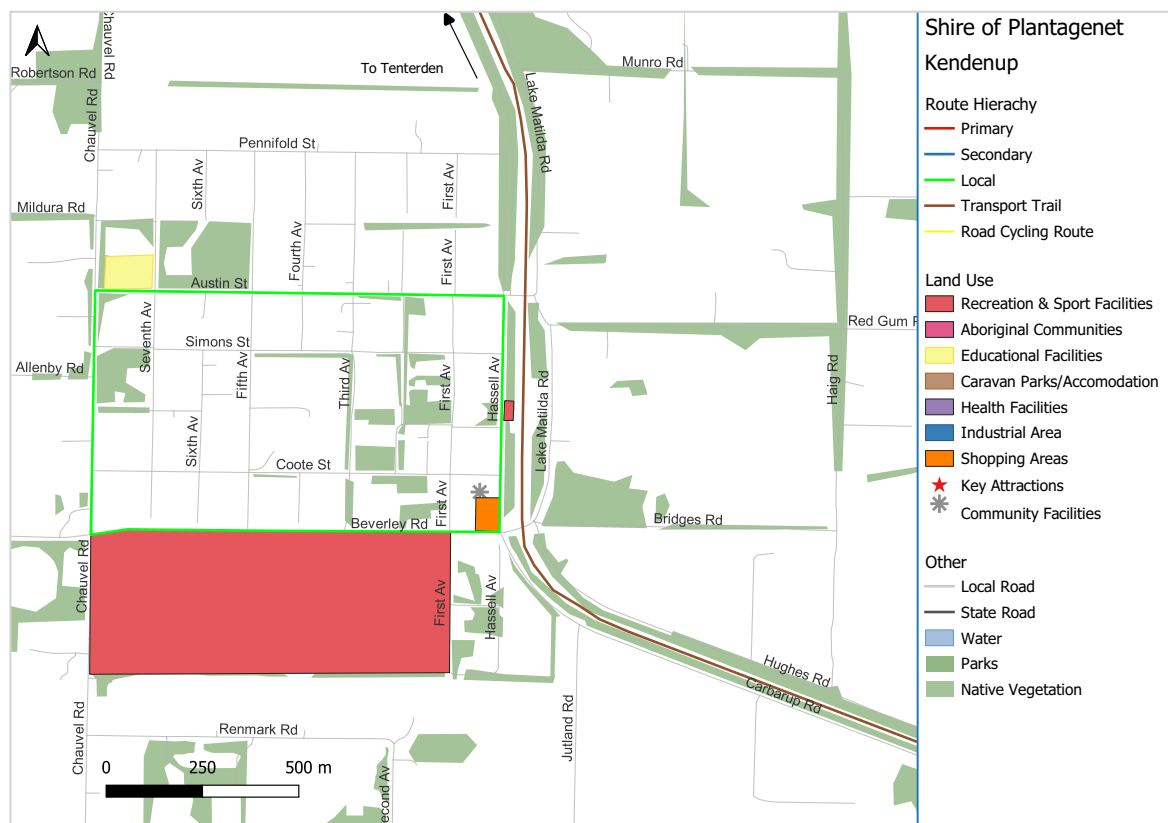 Shire of Plantagenet
Kendenup
Route Hierachy
Primary
Secondary
Local
Transport Trail
Road Cycling Route
Land Use
Recreation & Sport Facilities
Aboriginal Communities
Educational Facilities
Caravan Parks/Accomodation
Health Facilities
Industrial Area
Shopping Areas
Key Attractions
Community Facilities
Other
Local Road
State Road
Water
Parks
Native Vegetation
Chauvel Rd
Robertson Rd
To Tenterden
Munro Rd
Lake Matilda Rd
Chauvel Rd
Pennifold St
Sixth Av
First Av
Mildura Rd
Fourth Av
First Av
Austin St
Seventh Av
Simons St
Red Gum
Allenby Rd
Fifth Av
Third Av
First Av
Hassell Av
Haig Rd
Sixth Av
Lake Matilda Rd
Coote St
First Av
Beverley Rd
Bridges Rd
Chauvel Rd
First Av
Hassell Av
Hughes Rd
Carbarup Rd
Chauvel Rd
Renmark Rd
Jutland Rd
econd Av
0 250 500 m